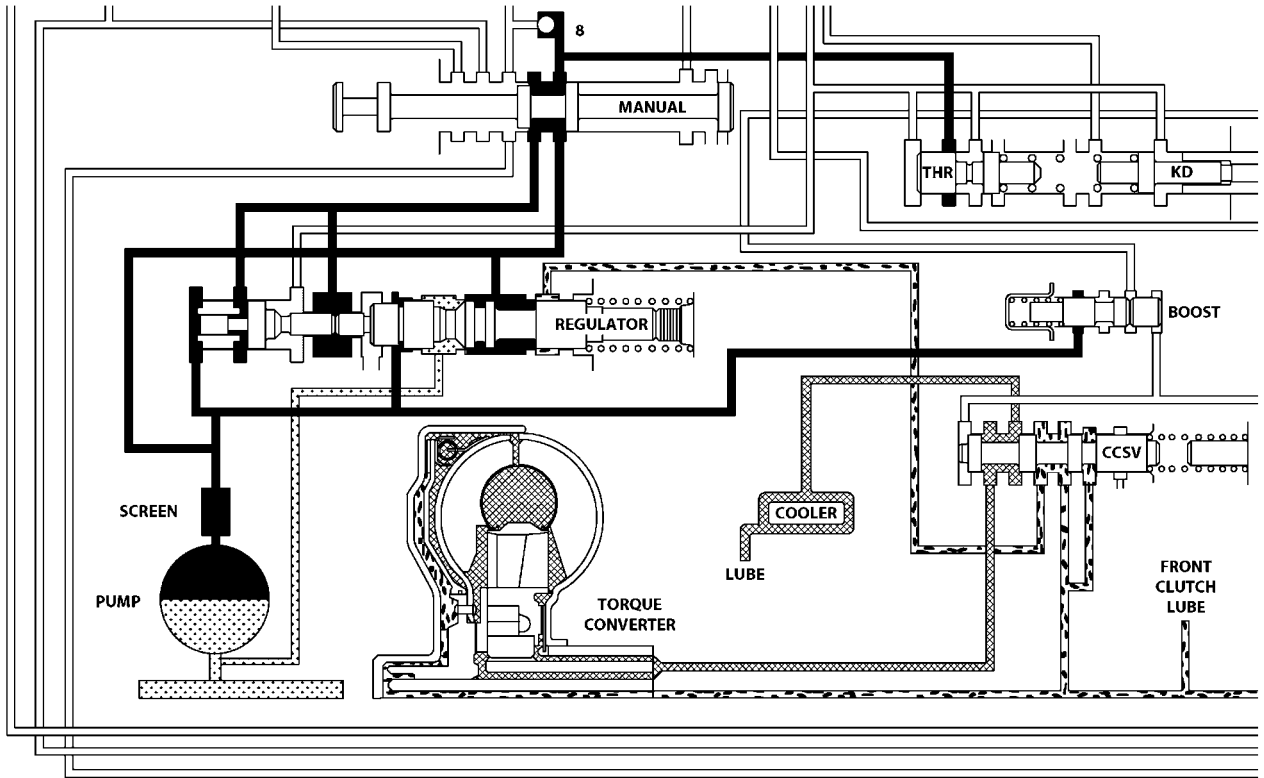 8
MANUAL
THR
KD
REGULATOR
BOOST
CCSV
SCREEN
COOLER
LUBE
PUMP
TORQUE
CONVERTER
FRONT
CLUTCH
LUBE